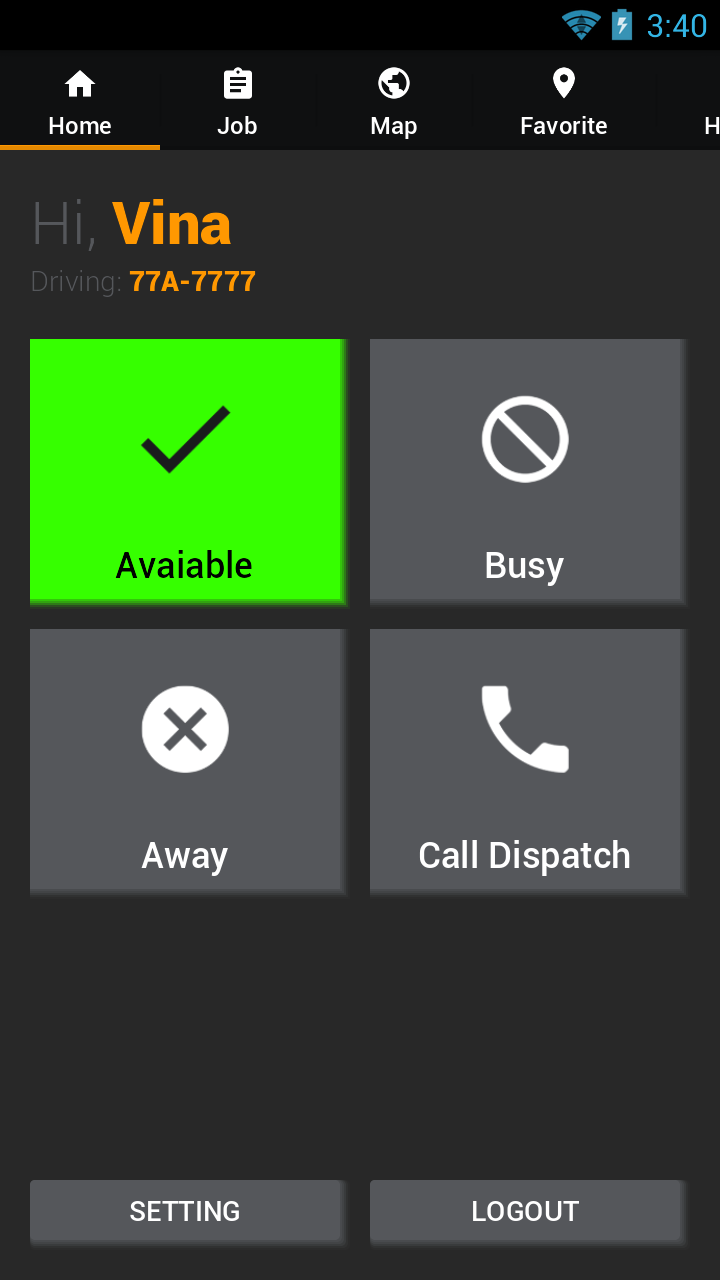 3:40
Home Job Map Favorite H
Hi, Vina
Driving: 77A-7777
Avaiable Busy
Away Call Dispatch
SETTING LOGOUT